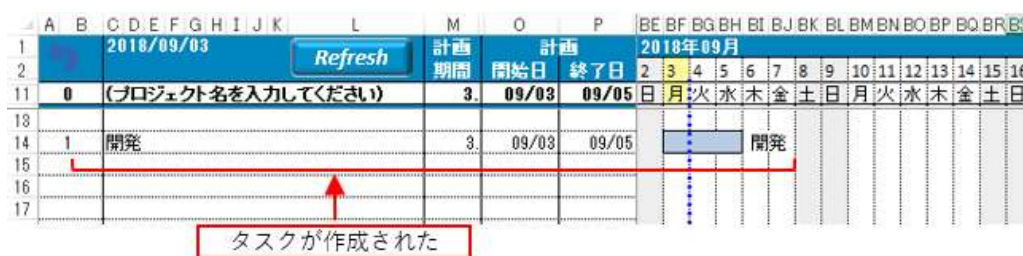 A B C D E F G H I J K L M O P BE BF BG BH BI BJ BK BL BM BN BO BP BQ BR BS
1 2018/09/03 Refresh 計画 計画 2018年09月
2 期間 開始日 終了日 2 3 4 5 6 7 8 9 10 11 12 13 14 15 16
11 0 (プロジェクト名を入力してください) 3. 09/03 09/05 日 月 火 水 木 金 土 日 月 火 水 木 金 土 日
13
14 1 開発 3. 09/03 09/05 開発
15
16
17
タスクが作成された